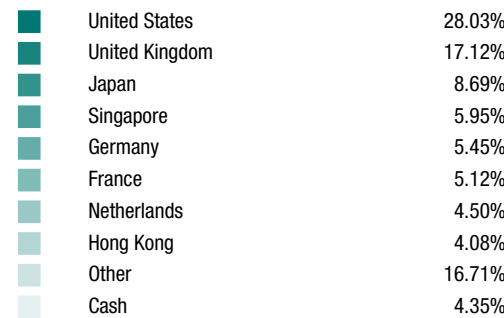 United States 28.03%
United Kingdom 17.12%
Japan 8.69%
Singapore 5.95%
Germany 5.45%
France 5.12%
Netherlands 4.50%
Hong Kong 4.08%
Other 16.71%
Cash 4.35%